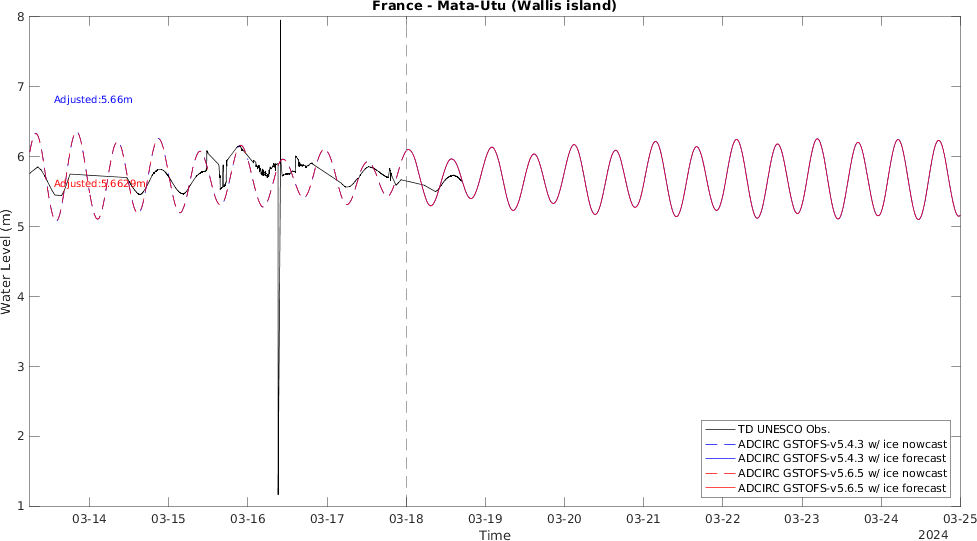 France - Mata-Utu (Wallis island)
8
7
6
5
4
3
2
1
Water Level (m)
Adjusted:5.66m
Adjusted:5.6629m
TD UNESCO Obs.
ADCIRC GSTOFS-v5.4.3 w/ ice nowcast
ADCIRC GSTOFS-v5.4.3 w/ ice forecast
ADCIRC GSTOFS-v5.6.5 w/ ice nowcast
ADCIRC GSTOFS-v5.6.5 w/ ice forecast
03-14 03-15 03-16 03-17 03-18 03-19 03-20 03-21 03-22 03-23 03-24 03-25
Time
2024